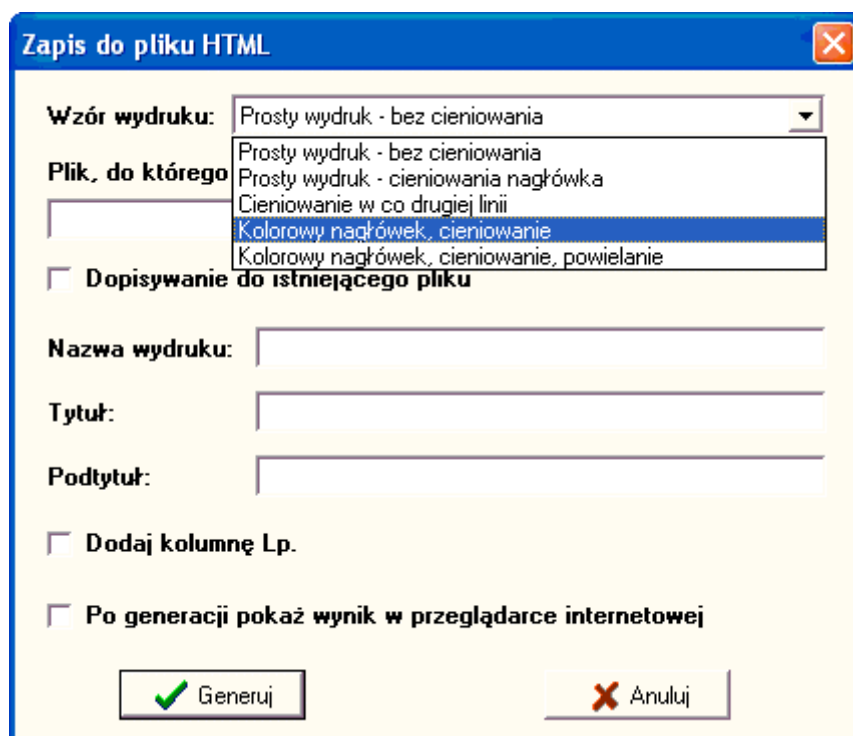 Zapis do pliku HTML
Wzór wydruku: Prosty wydruk - bez cieniowania
Prosty wydruk - bez cieniowania
Plik, do którego Prosty wydruk - cieniowania nagłówka
Cieniowanie w co drugiej linii
Kolorowy nagłówek, cieniowanie
Kolorowy nagłówek, cieniowanie, powielanie
Dopisywanie do istniejącego pliku
Nazwa wydruku:
Tytuł:
Podtytuł:
Dodaj kolumnę Lp.
Po generacji pokaż wynik w przeglądarce internetowej
Generuj Anuluj